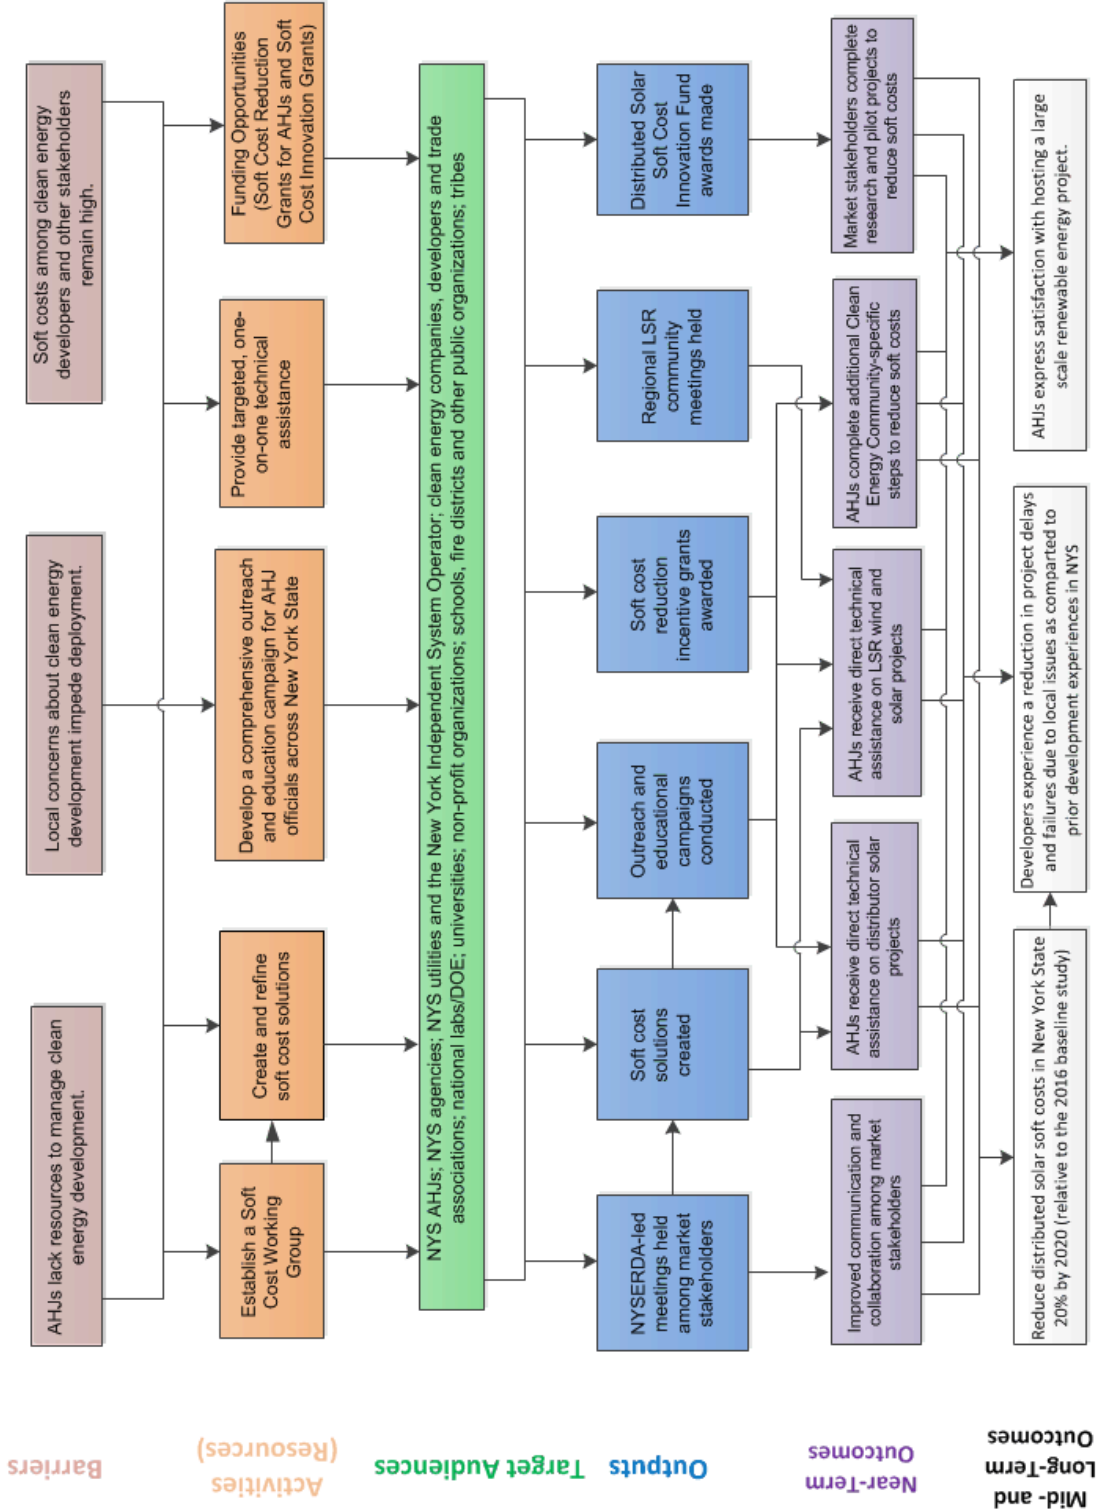 Barriers
AHJs lack resources to manage clean
energy development.
Local concerns about clean energy
development impede deployment.
Soft costs among clean energy
developers and other stakeholders
remain high.
Activities
(Resources)
Establish a Soft
Cost Working
Group
Create and refine
soft cost solutions
Develop a comprehensive outreach
and education campaign for AHJ
officials across New York State
Provide targeted, one-
on-one technical
assistance
Funding Opportunities
(Soft Cost Reduction
Grants for AHJs and Soft
Cost Innovation Grants)
Target Audiences
NYS AHJs; NYS agencies; NYS utilities and the New York Independent System Operator; clean energy companies, developers and trade
associations; national labs/DOE; universities; non-profit organizations; schools, fire districts and other public organizations; tribes
Outputs
NYSERDA-led
meetings held
among market
stakeholders
Soft cost
solutions
created
Outreach and
educational
campaigns
conducted
Soft cost
reduction
incentive grants
awarded
Regional LSR
community
meetings held
Distributed Solar
Soft Cost
Innovation Fund
awards made
Near-Term
Outcomes
Improved communication and
collaboration among market
stakeholders
AHJs receive direct technical
assistance on distributor solar
projects
AHJs receive direct technical
assistance on LSR wind and
solar projects
AHJs complete additional Clean
Energy Community-specific
steps to reduce soft costs
Market stakeholders complete
research and pilot projects to
reduce soft costs
Mid- and
Long-Term
Outcomes
Reduce distributed solar soft costs in New York State
20% by 2020 (relative to the 2016 baseline study)
Developers experience a reduction in project delays
and failures due to local issues as comparted to
prior development experiences in NYS
AHJs express satisfaction with hosting a large
scale renewable energy project.